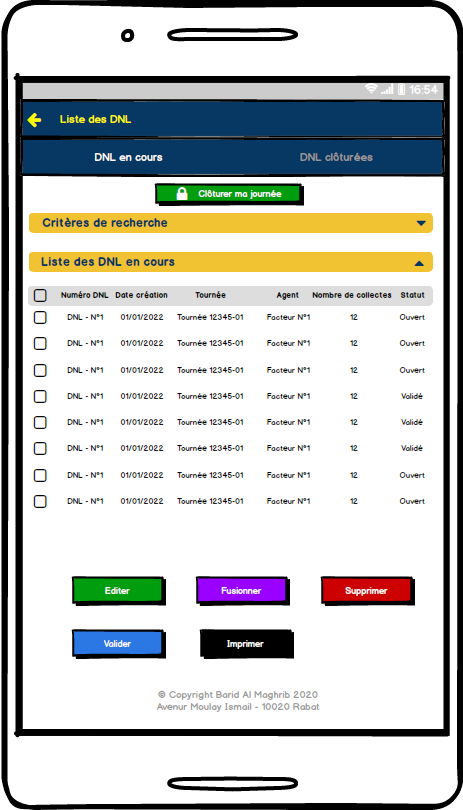 16:54
Liste des DNL
DNL en cours DNL clôturées
Clôturer ma journée
Critères de recherche
Liste des DNL en cours
Numéro DNL Date création Tournée Agent Nombre de collectes Statut
DNL - N°1 01/01/2022 Tournée 12345-01 Facteur N°1 12 Ouvert
DNL - N°1 01/01/2022 Tournée 12345-01 Facteur N°1 12 Ouvert
DNL - N°1 01/01/2022 Tournée 12345-01 Facteur N°1 12 Ouvert
DNL - N°1 01/01/2022 Tournée 12345-01 Facteur N°1 12 Validé
DNL - N°1 01/01/2022 Tournée 12345-01 Facteur N°1 12 Validé
DNL - N°1 01/01/2022 Tournée 12345-01 Facteur N°1 12 Validé
DNL - N°1 01/01/2022 Tournée 12345-01 Facteur N°1 12 Ouvert
DNL - N°1 01/01/2022 Tournée 12345-01 Facteur N°1 12 Ouvert
Editer Fusionner Supprimer
Valider Imprimer
© Copyright Barid Al Maghrib 2020
Avenur Moulay Ismail - 10020 Rabat